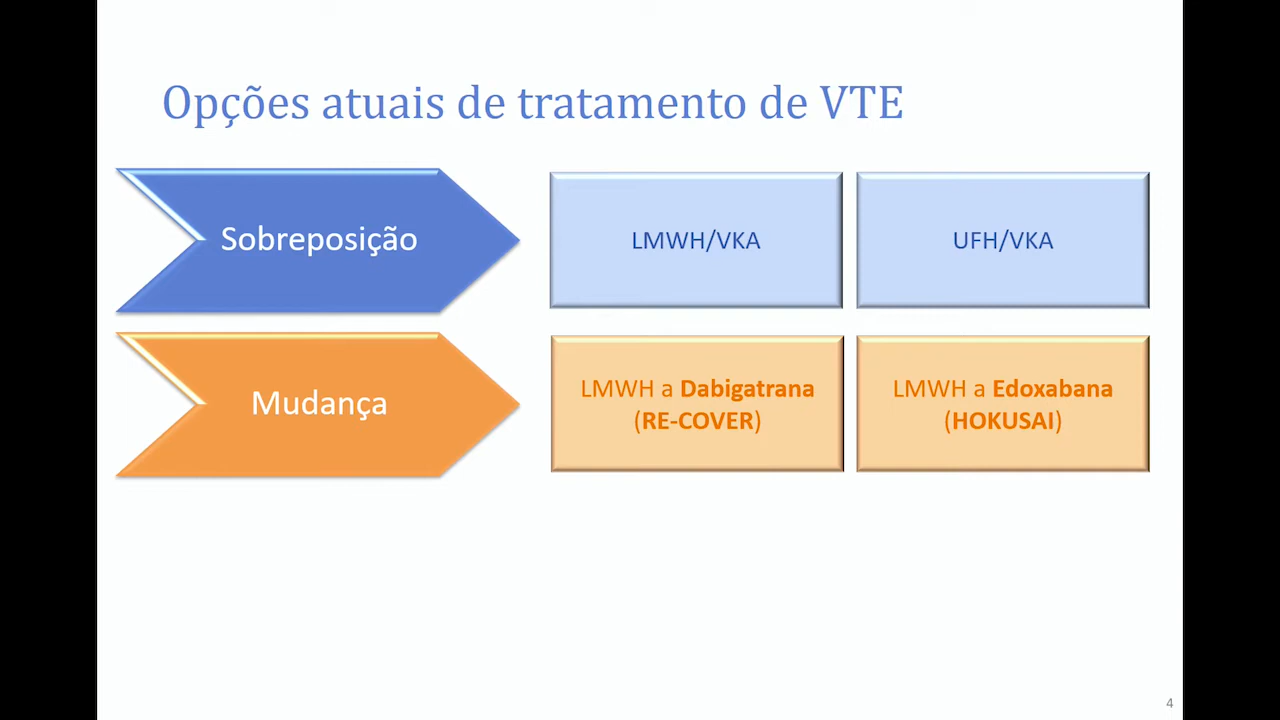 Opções atuais de tratamento de VTE
Sobreposição
LMWH/VKA
UFH/VKA
Mudança
LMWH a Dabigatrana
(RE-COVER)
LMWH a Edoxabana
(HOKUSAI)
4